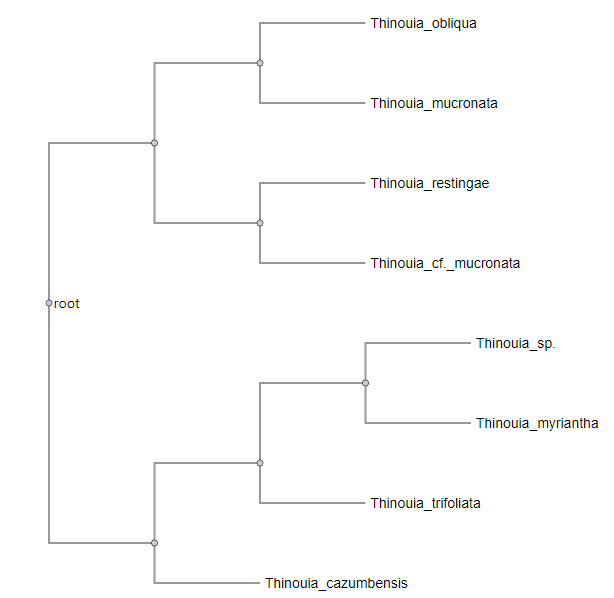 Thinouia_obliqua
Thinouia_mucronata
Thinouia_restingae
Thinouia_cf._mucronata
root
Thinouia_sp.
Thinouia_myriantha
Thinouia_trifoliata
Thinouia_cazumbensis